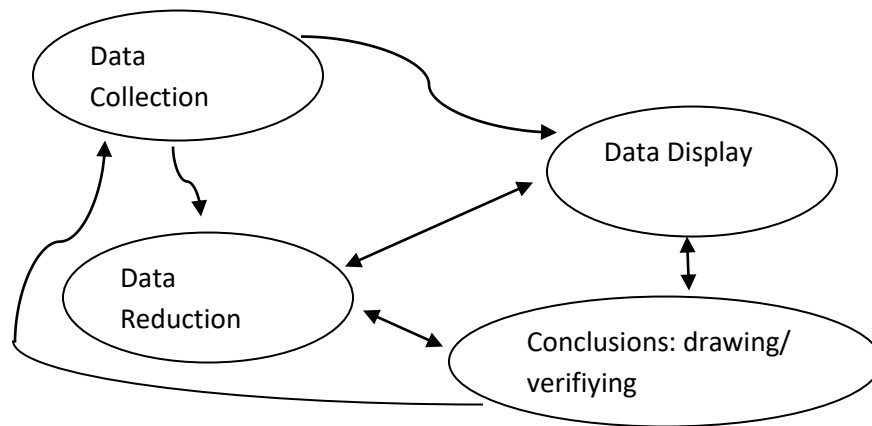 Data
Collection
Data Display
Data
Reduction
Conclusions: drawing/
verifiying